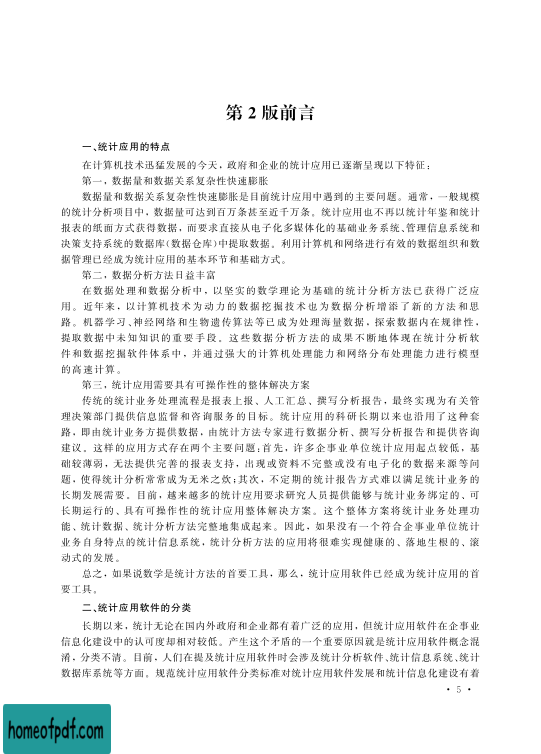 第 2 版前言
一、统计应用的特点
在计算机技术迅猛发展的今天,政府和企业的统计应用已逐渐呈现以下特征:
第一,数据量和数据关系复杂性快速膨胀
数据量和数据关系复杂性快速膨胀是目前统计应用中遇到的主要问题。通常,一般规模
的统计分析项目中,数据量可达到百万条甚至近千万条。统计应用也不再以统计年鉴和统计
报表的纸面方式获得数据,而要求直接从电子化多媒体化的基础业务系统、管理信息系统和
决策支持系统的数据库(数据仓库)中提取数据。利用计算机和网络进行有效的数据组织和数
据管理已经成为统计应用的基本环节和基础方式。
第二,数据分析方法日益丰富
在数据处理和数据分析中,以坚实的数学理论为基础的统计分析方法已获得广泛应
用。近年来,以计算机技术为动力的数据挖掘技术也为数据分析增添了新的方法和思
路。机器学习、神经网络和生物遗传算法等已成为处理海量数据,探索数据内在规律性,
提取数据中未知知识的重要手段。这些数据分析方法的成果不断地体现在统计分析软
件和数据挖掘软件体系中,并通过强大的计算机处理能力和网络分布处理能力进行模型
的高速计算。
第三,统计应用需要具有可操作性的整体解决方案
传统的统计业务处理流程是报表上报、人工汇总、撰写分析报告,最终实现为有关管
理决策部门提供信息监督和咨询服务的目标。统计应用的科研长期以来也沿用了这种套
路,即由统计业务方提供数据,由统计方法专家进行数据分析、撰写分析报告和提供咨询
建议。这样的应用方式存在两个主要问题:首先,许多企事业单位统计应用起点较低,基
础较薄弱,无法提供完善的报表支持,出现或资料不完整或没有电子化的数据来源等问
题,使得统计分析常常成为无米之炊;其次,不定期的统计报告方式难以满足统计业务的
长期发展需要。目前,越来越多的统计应用要求研究人员提供能够与统计业务绑定的、可
长期运行的、具有可操作性的统计应用整体解决方案。这个整体方案将统计业务处理功
能、统计数据、统计分析方法完整地集成起来。因此,如果没有一个符合企事业单位统计
业务自身特点的统计信息系统,统计分析方法的应用将很难实现健康的、落地生根的、滚
动式的发展。
总之,如果说数学是统计方法的首要工具,那么,统计应用软件已经成为统计应用的首
要工具。
二、统计应用软件的分类
长期以来,统计无论在国内外政府和企业都有着广泛的应用,但统计应用软件在企事业
信息化建设中的认可度却相对较低。产生这个矛盾的一个重要原因就是统计应用软件概念混
淆,分类不清。目前,人们在提及统计应用软件时会涉及统计分析软件、统计信息系统、统计
数据库系统等方面。规范统计应用软件分类标准对统计应用软件发展和统计信息化建设有着
• 5 •
homeofpdf.com